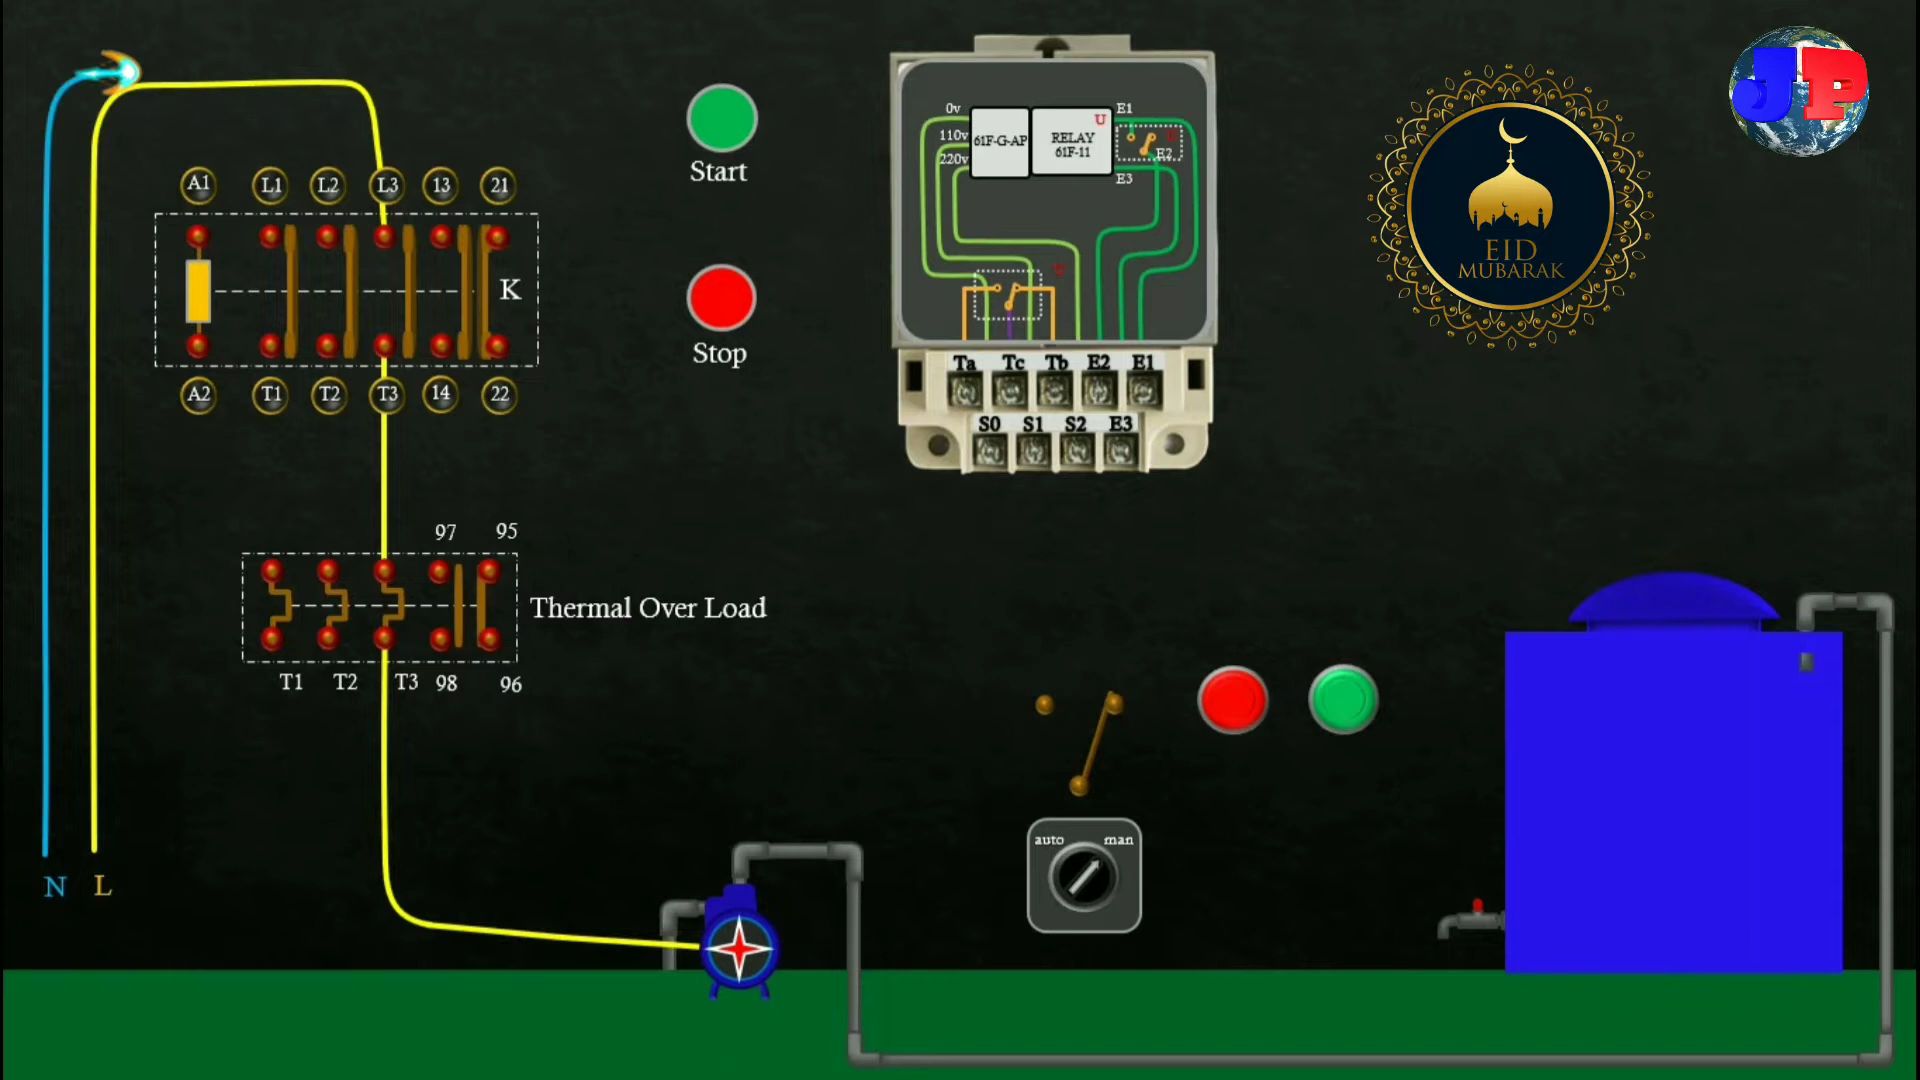 JP
A1 L1 L2 L3 13 21
K
A2 T1 T2 T3 14 22
97 95
Thermal Over Load
T1 T2 T3 98 96
N L
Start
Stop
0v
110v
220v
61F-G-AP
RELAY
61F-11
U
E1
U
E2
E3
U
Ta Tc Tb E2 E1
S0 S1 S2 E3
EID
MUBARAK
auto man